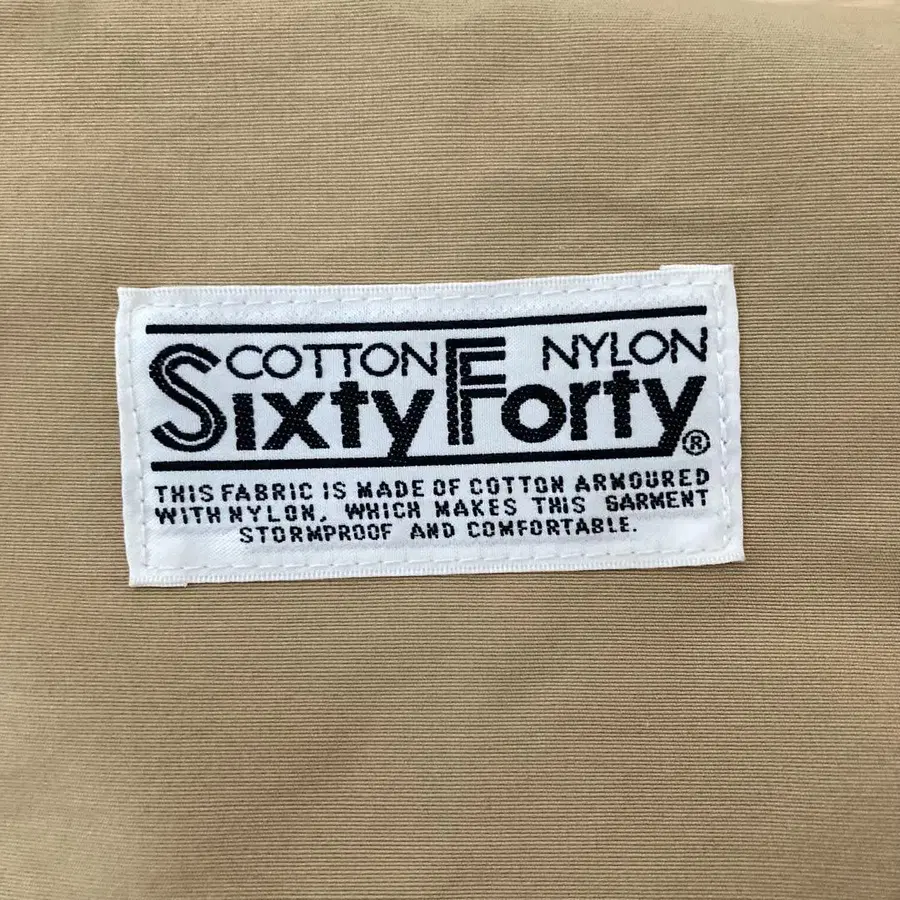 COTTON NYLON
SixtyForty®
THIS FABRIC IS MADE OF COTTON ARMOURED
WITH NYLON, WHICH MAKES THIS GARMENT
STORMPROOF AND COMFORTABLE.